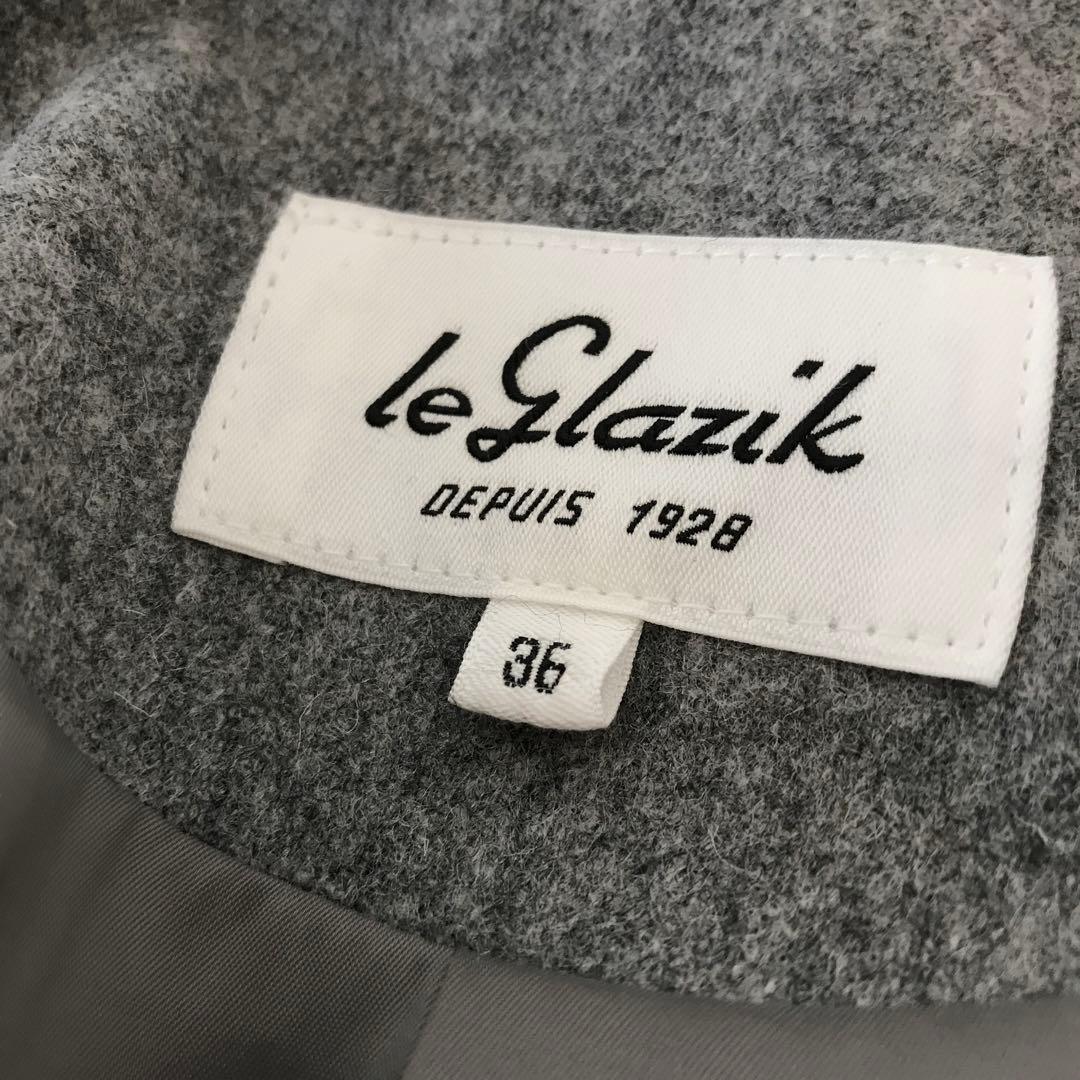 le Glazik
DEPUIS 1928
36